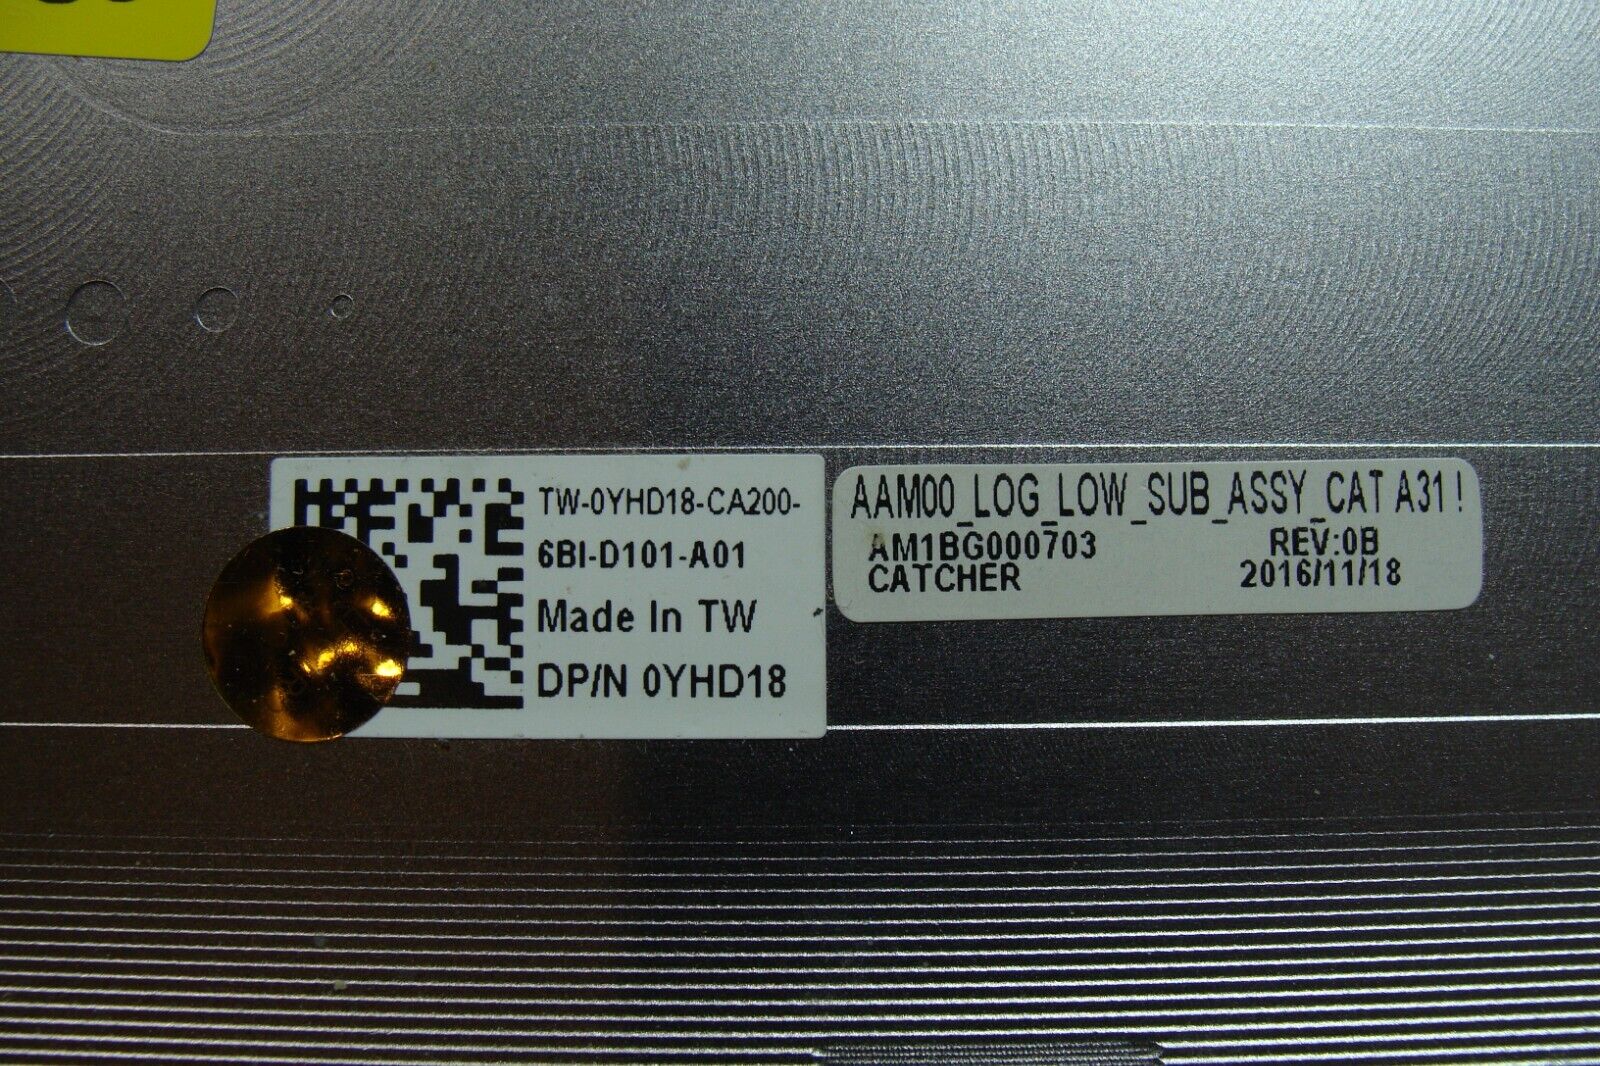 TW-0YHD18-CA200-
6BI-D101-A01
Made In TW
DP/N 0YHD18
AAM00_LOG_LOW_SUB_ASSY_CAT A31!
AM1BG000703 REV:0B
CATCHER 2016/11/18